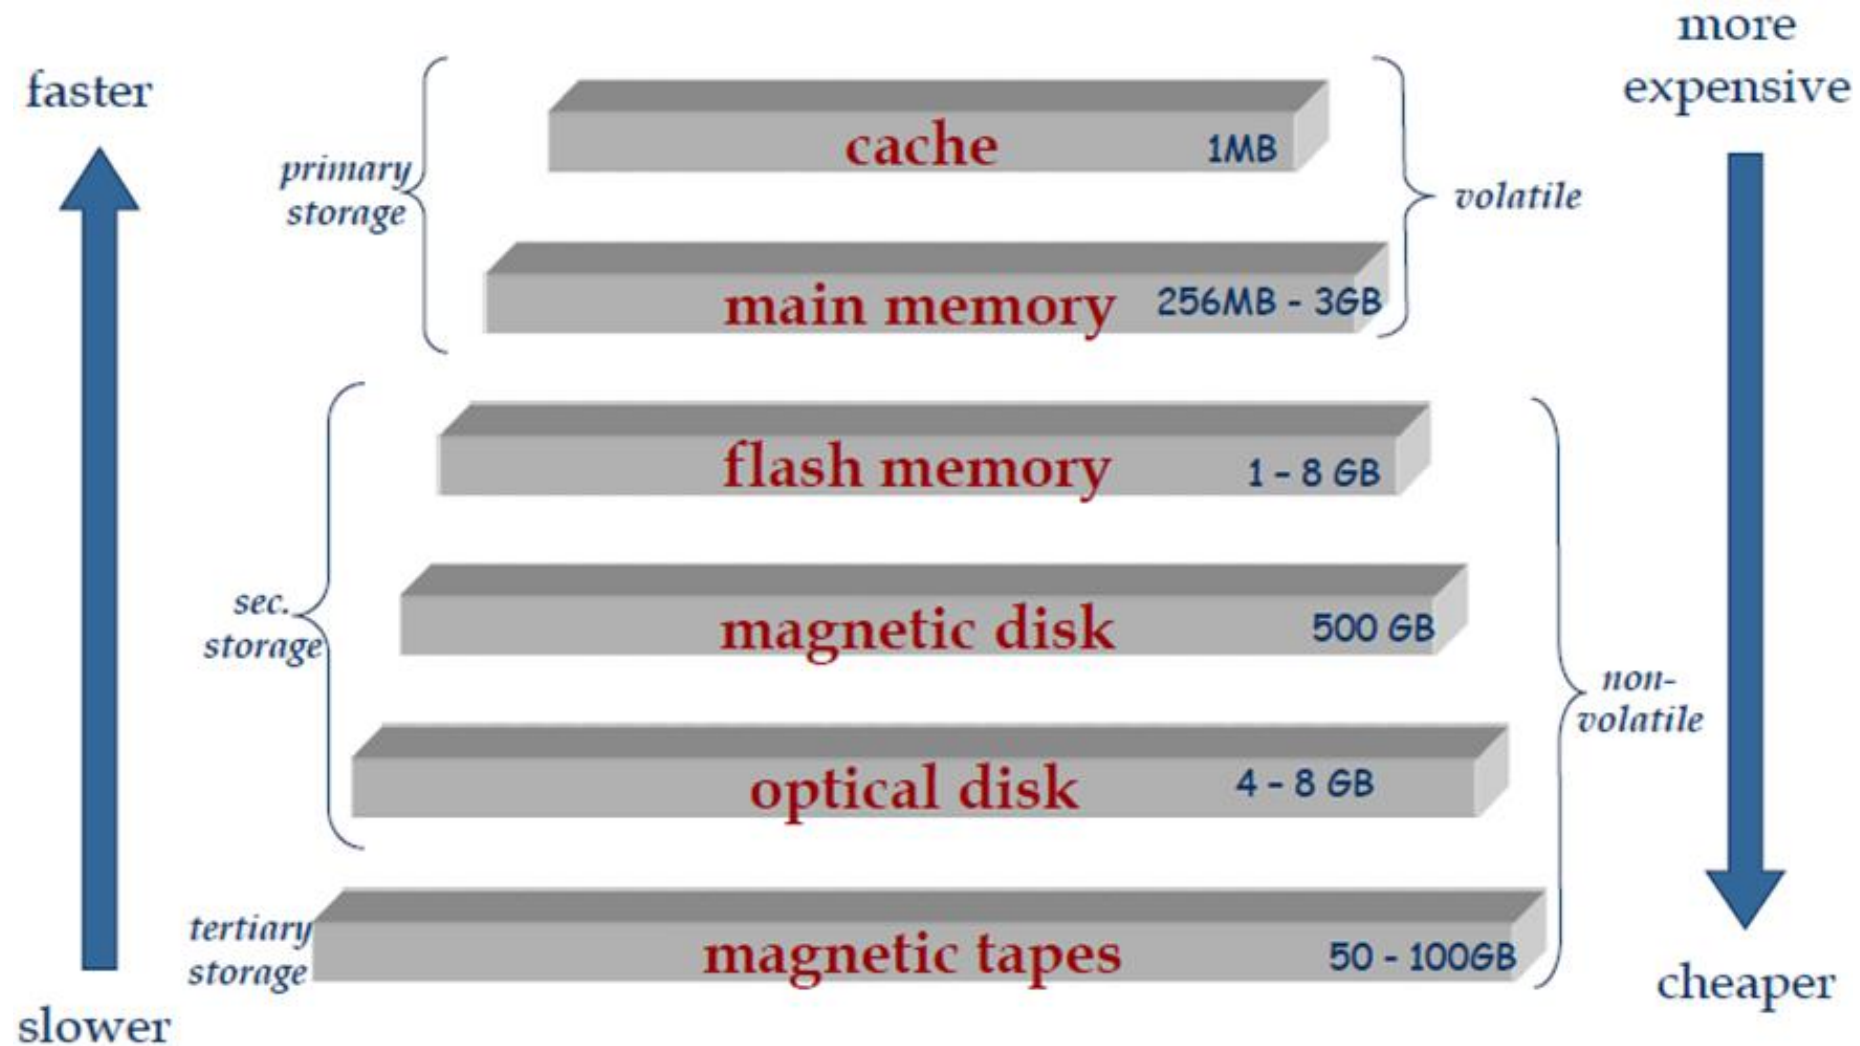 more
expensive
faster
cache 1MB
primary
storage
volatile
main memory 256MB - 3GB
flash memory 1 - 8 GB
sec.
storage
magnetic disk 500 GB
non-
volatile
optical disk 4 - 8 GB
tertiary
storage
magnetic tapes 50 - 100GB
cheaper
slower